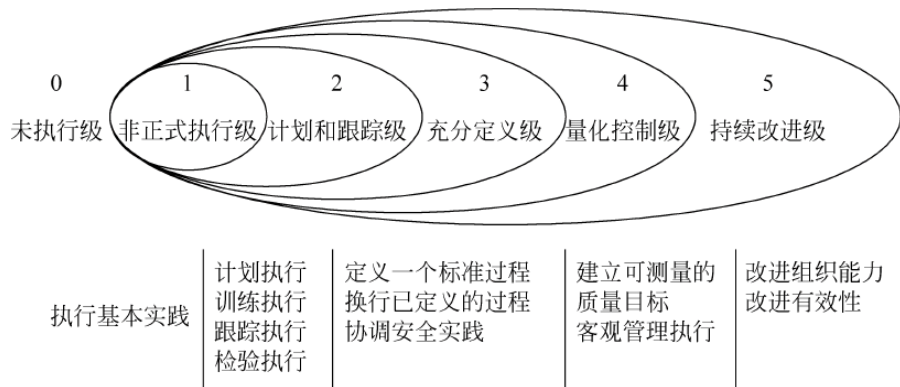 0 1 2 3 4 5
未执行级 非正式执行级 计划和跟踪级 充分定义级 量化控制级 持续改进级
执行基本实践
计划执行
训练执行
跟踪执行
检验执行
定义一个标准过程
换行已定义的过程
协调安全实践
建立可测量的
质量目标
客观管理执行
改进组织能力
改进有效性